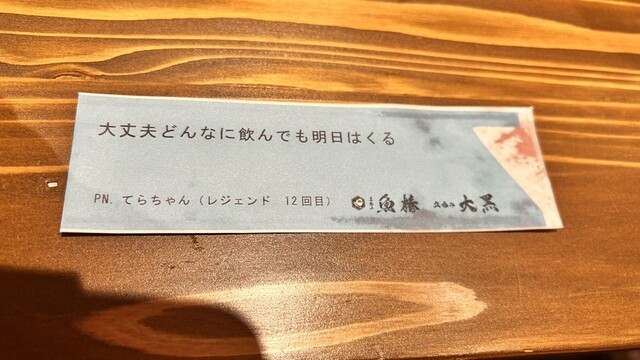 大丈夫どんなに飲んでも明日はくる
PN. てらちゃん（レジェンド 12回目） 魚椿 大黒